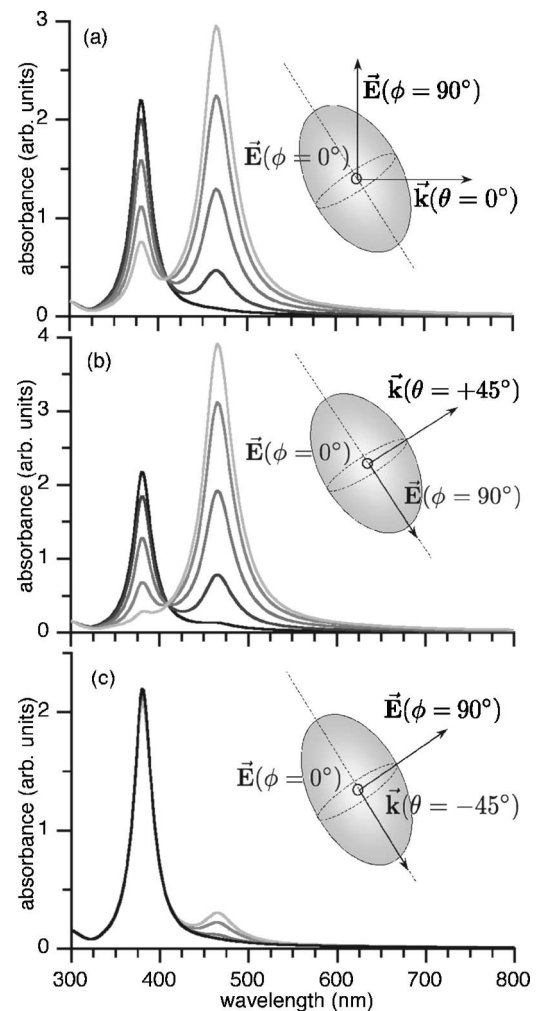 (a)
3
2
1
0
absorbance (arb. units)
E⃗(ϕ = 90°)
E⃗(ϕ = 0°)
k⃗(θ = 0°)
(b)
4
3
2
1
0
absorbance (arb. units)
k⃗(θ = +45°)
E⃗(ϕ = 0°)
E⃗(ϕ = 90°)
(c)
2
1
0
absorbance (arb. units)
E⃗(ϕ = 90°)
E⃗(ϕ = 0°)
k⃗(θ = −45°)
300 400 500 600 700 800
wavelength (nm)